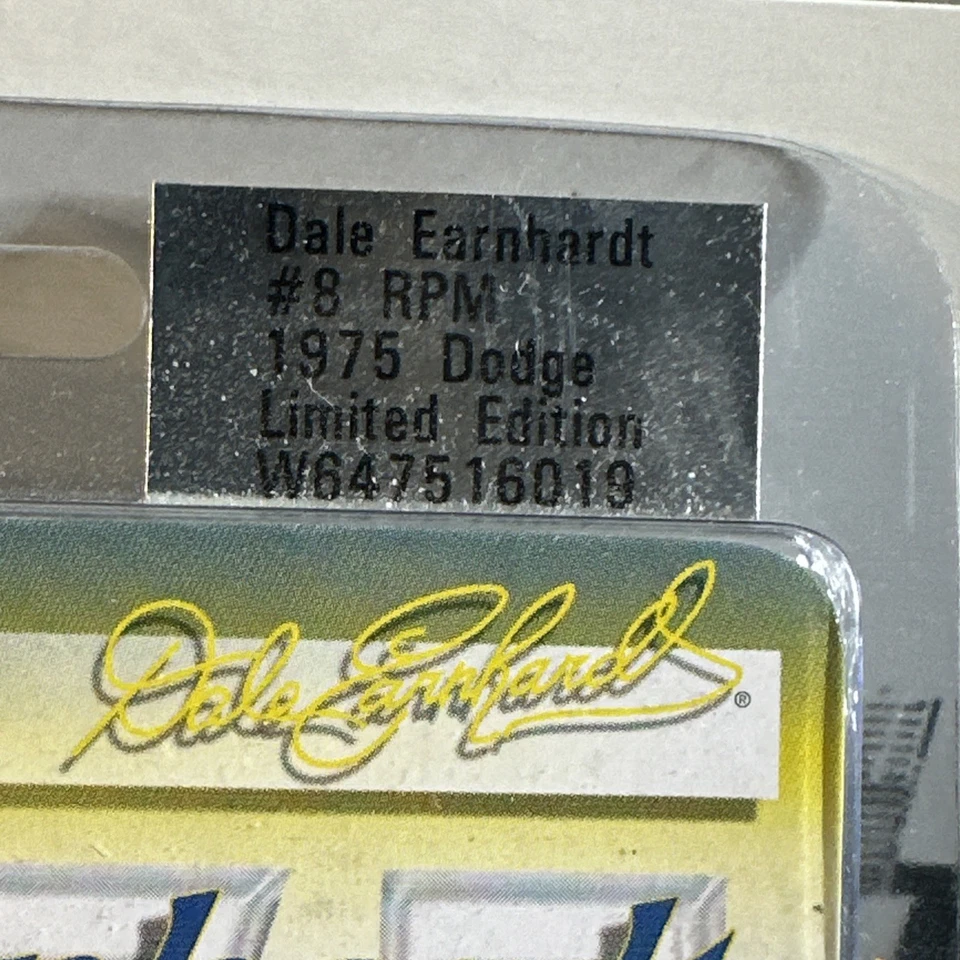 Dale Earnhardt
#8 RPM
1975 Dodge
Limited Edition
W647516019
Dale Earnhardt ®